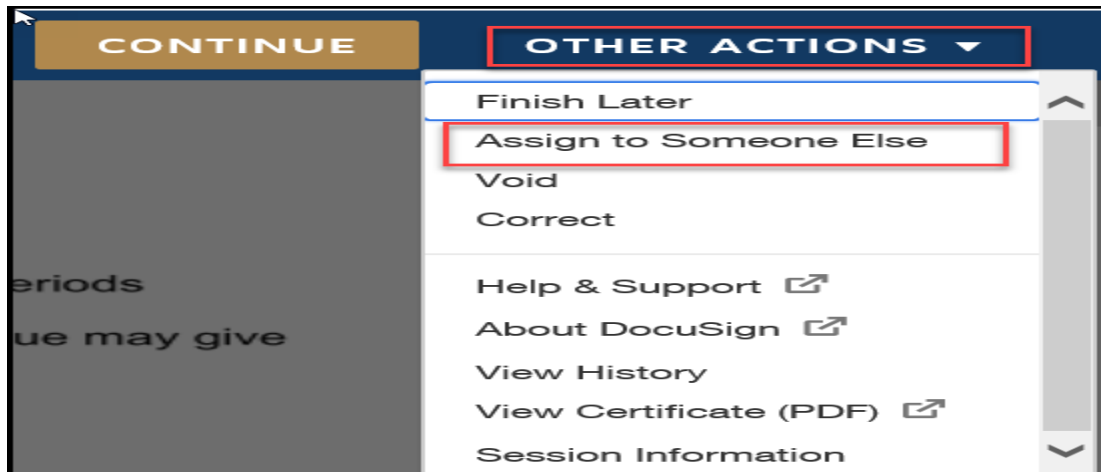 CONTINUE
OTHER ACTIONS
Finish Later
Assign to Someone Else
Void
Correct
Help & Support
About DocuSign
View History
View Certificate (PDF)
Session Information
eriods
ue may give